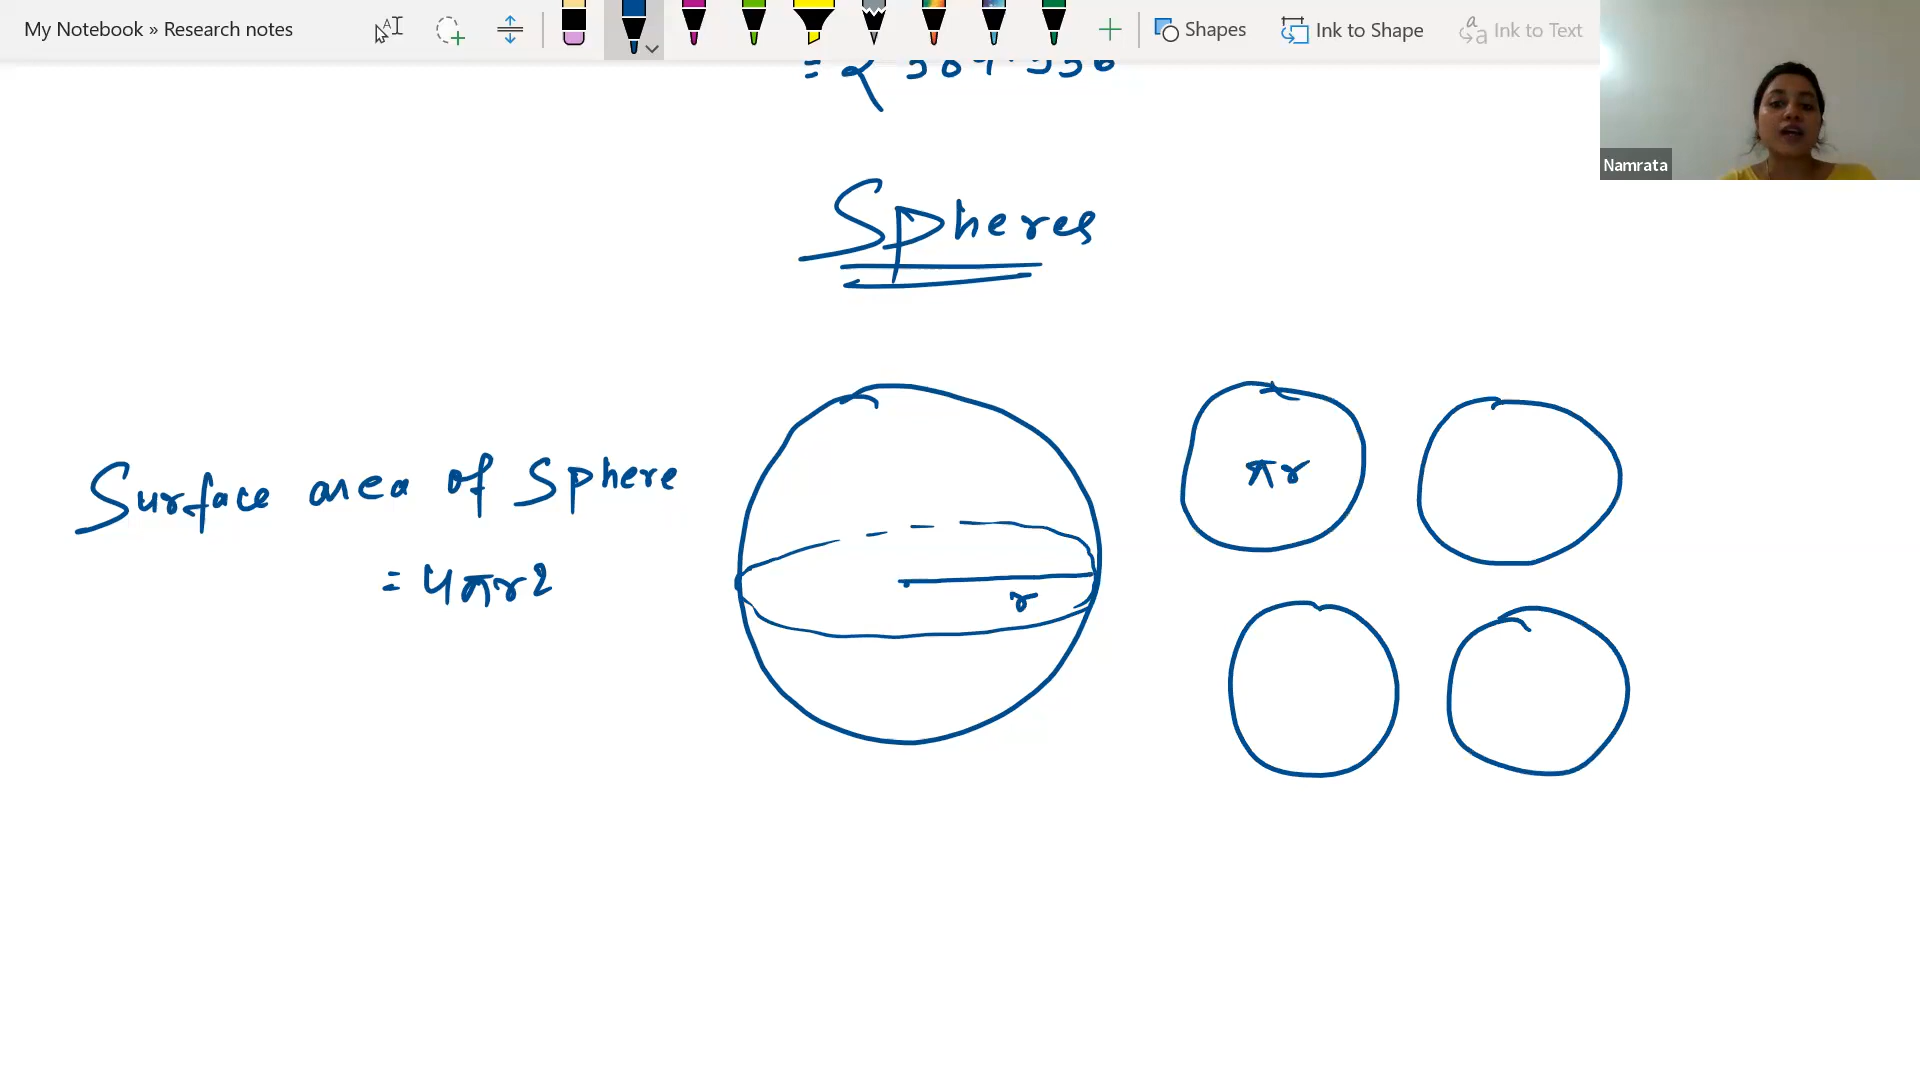 My Notebook » Research notes
Shapes
Ink to Shape
Ink to Text
Namrata
Spheres
Surface area of Sphere
= 4πr2
r
πr